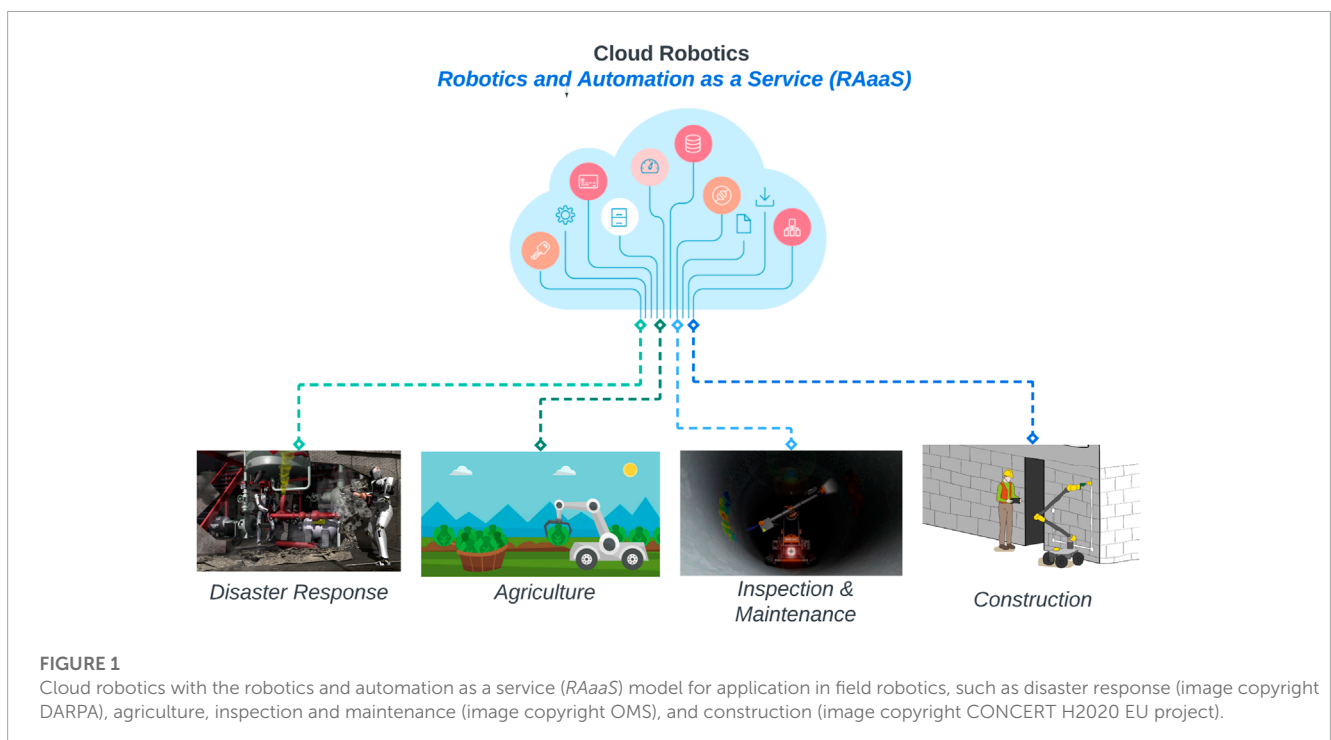 Cloud Robotics
Robotics and Automation as a Service (RAaaS)
Disaster Response
Agriculture
Inspection &
Maintenance
Construction
FIGURE 1
Cloud robotics with the robotics and automation as a service (RAaaS) model for application in field robotics, such as disaster response (image copyright
DARPA), agriculture, inspection and maintenance (image copyright OMS), and construction (image copyright CONCERT H2020 EU project).